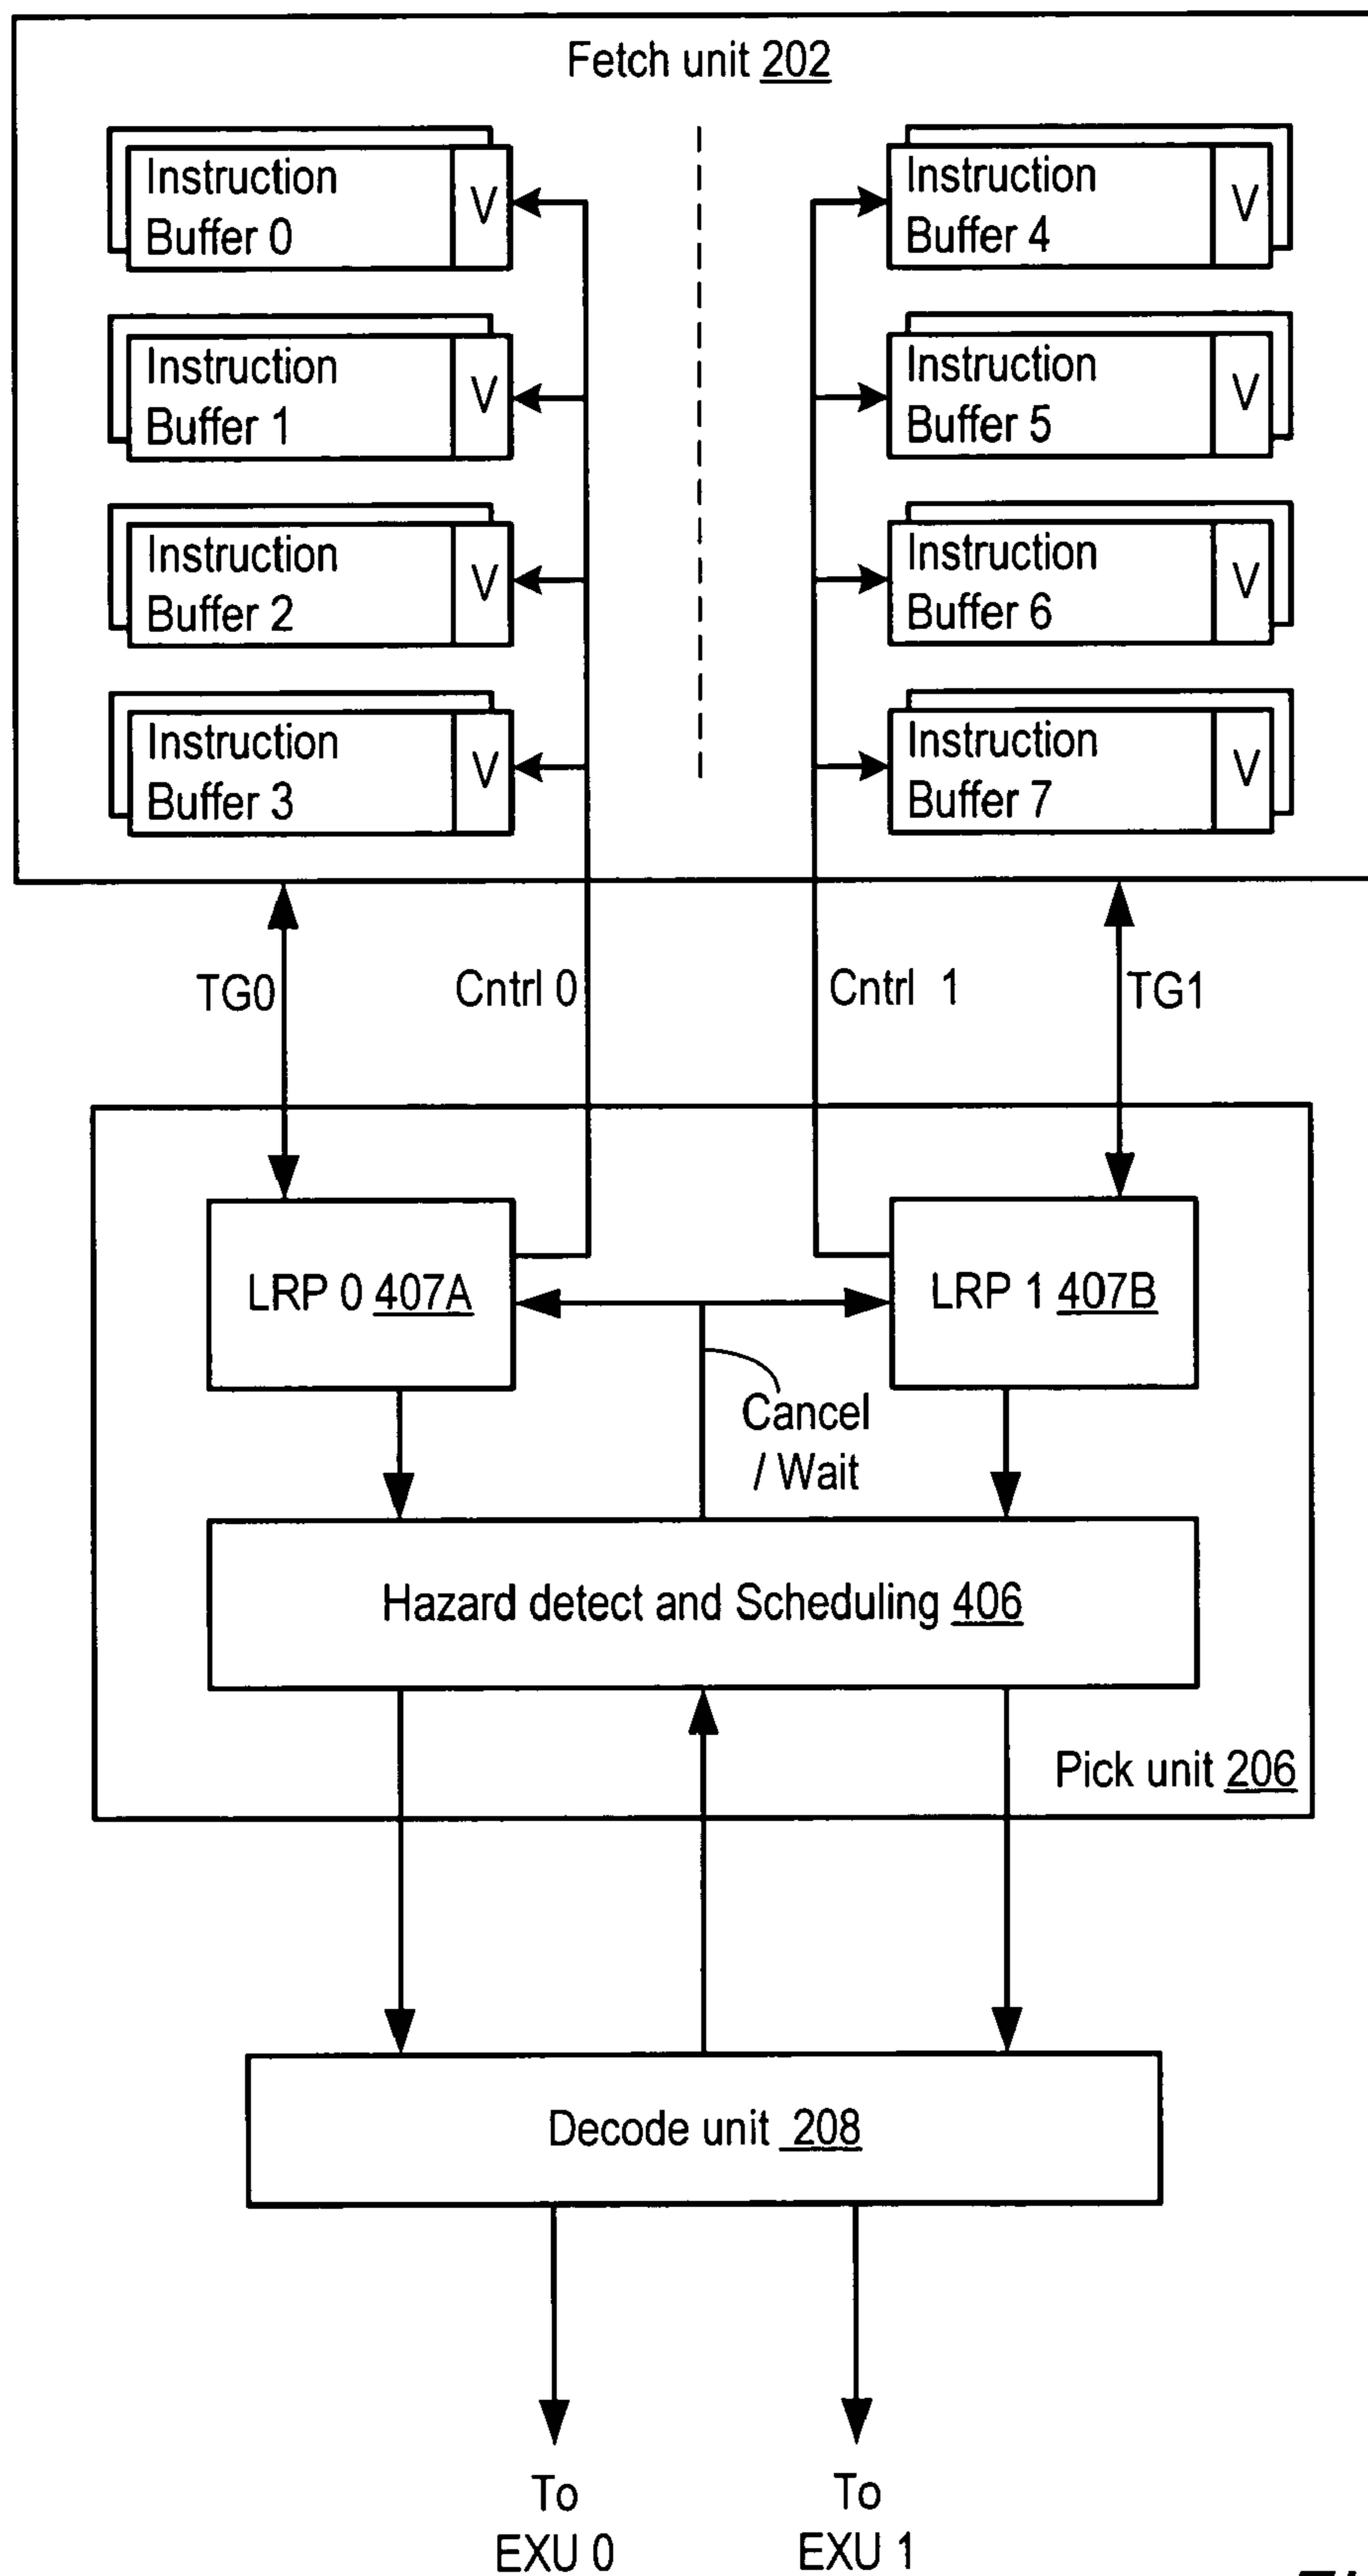 Fetch unit 202
Instruction
Buffer 0
V
Instruction
Buffer 4
V
Instruction
Buffer 1
V
Instruction
Buffer 5
V
Instruction
Buffer 2
V
Instruction
Buffer 6
V
Instruction
Buffer 3
V
Instruction
Buffer 7
V
TG0
Cntrl 0
Cntrl 1
TG1
LRP 0 407A
LRP 1 407B
Cancel
/ Wait
Hazard detect and Scheduling 406
Pick unit 206
Decode unit 208
To
EXU 0
To
EXU 1